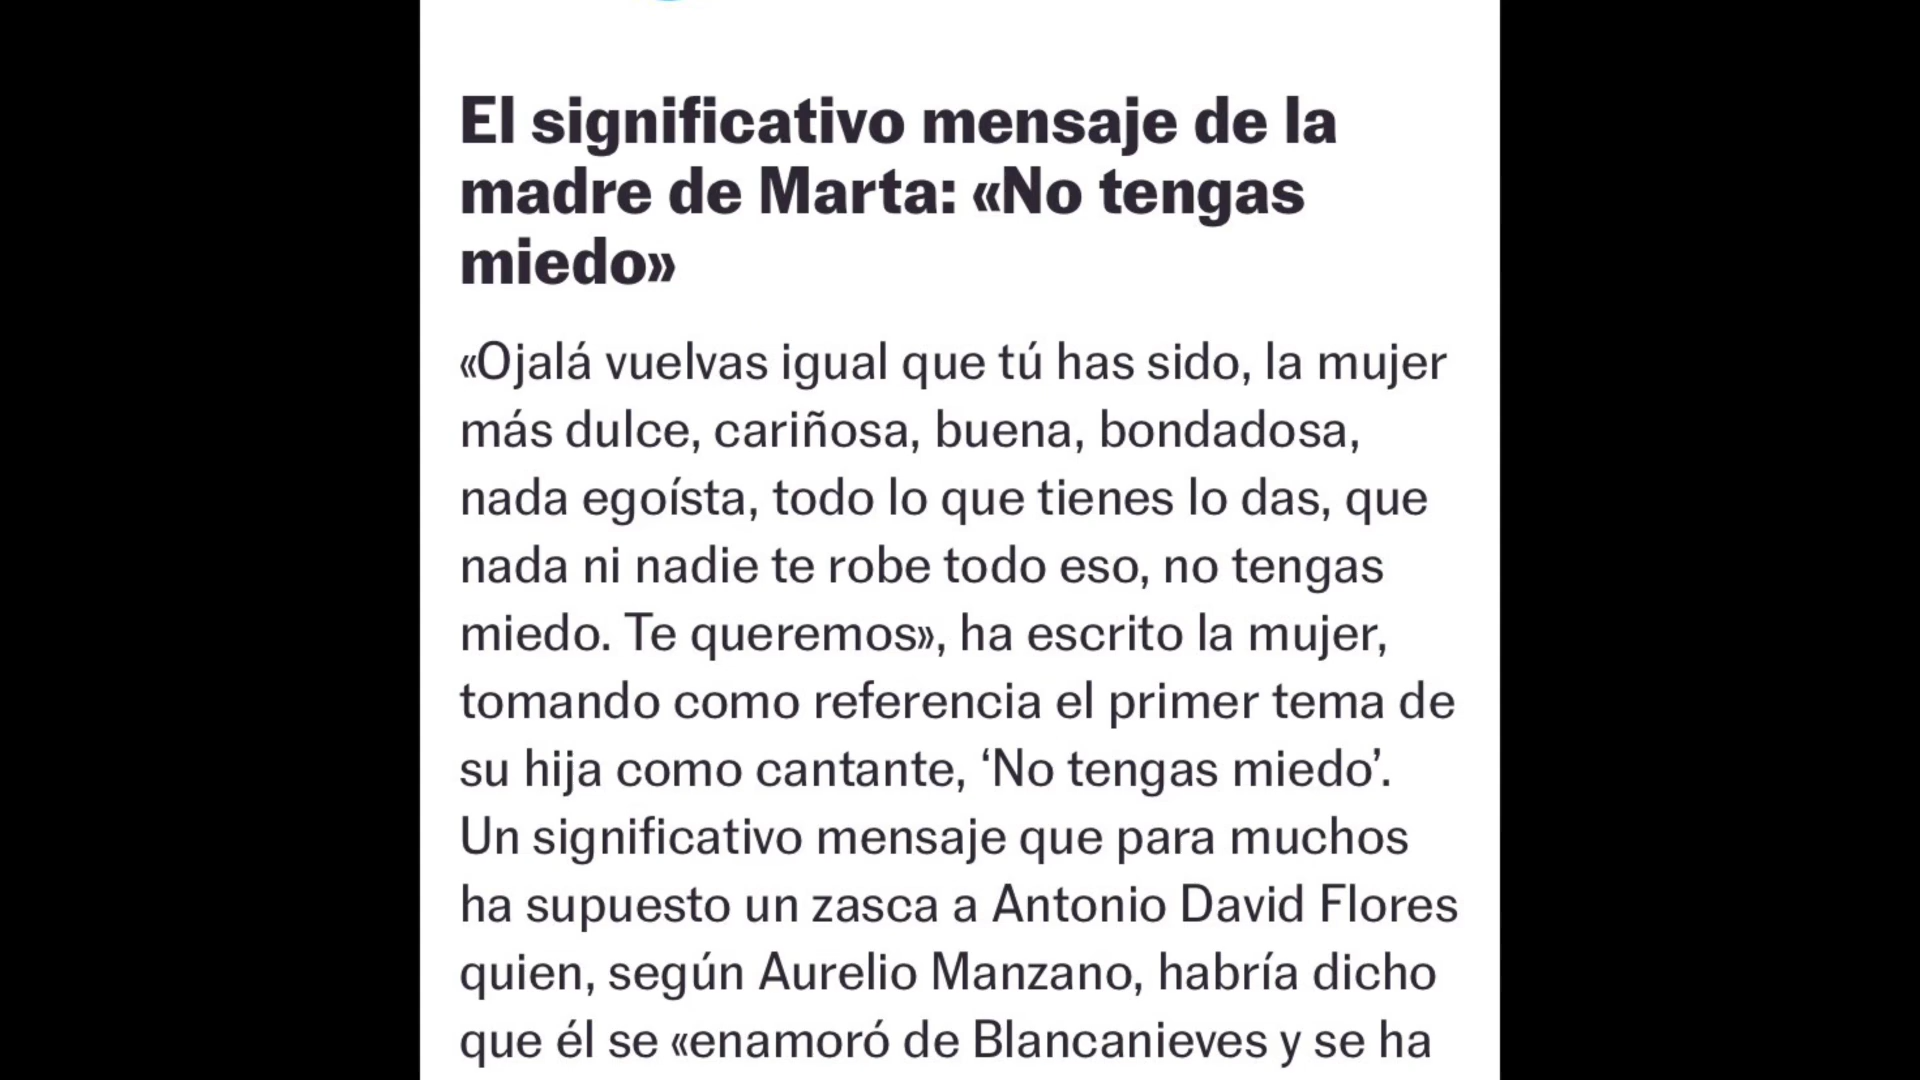 El significativo mensaje de la
madre de Marta: «No tengas
miedo»
«Ojalá vuelvas igual que tú has sido, la mujer
más dulce, cariñosa, buena, bondadosa,
nada egoísta, todo lo que tienes lo das, que
nada ni nadie te robe todo eso, no tengas
miedo. Te queremos», ha escrito la mujer,
tomando como referencia el primer tema de
su hija como cantante, ‘No tengas miedo’.
Un significativo mensaje que para muchos
ha supuesto un zasca a Antonio David Flores
quien, según Aurelio Manzano, habría dicho
que él se «enamoró de Blancanieves y se ha